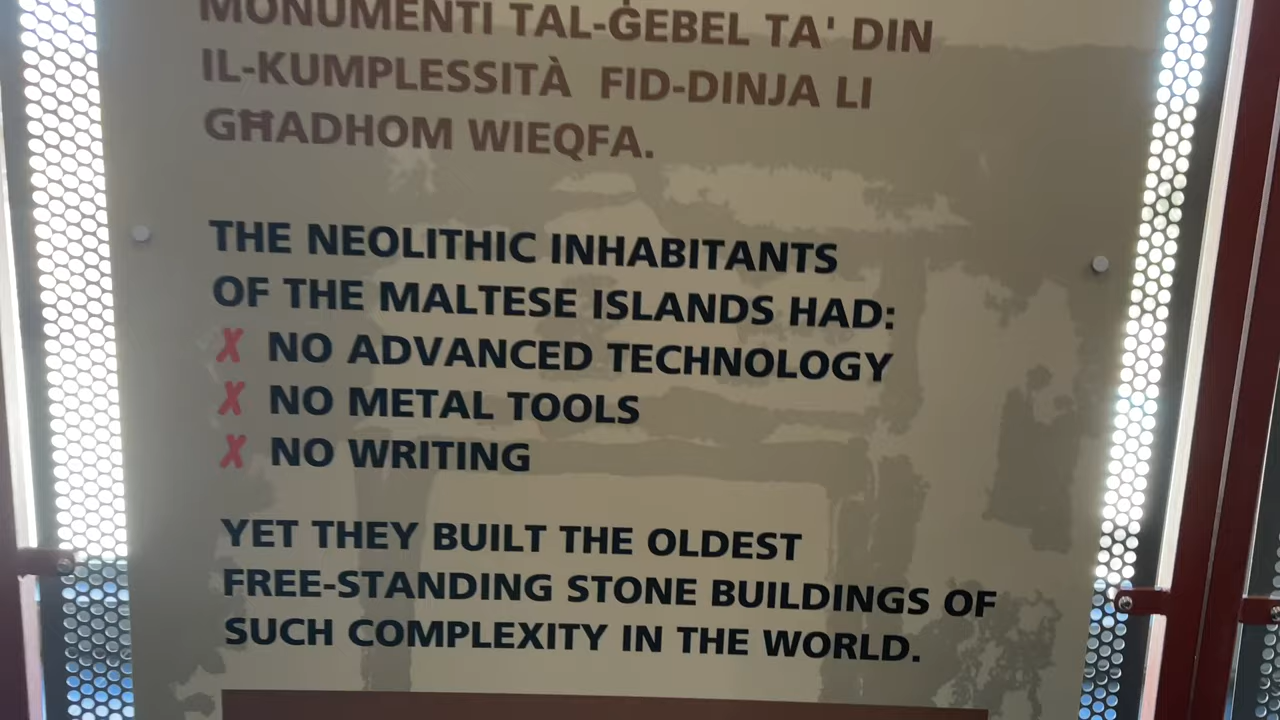 MONUMENTI TAL-ĠEBEL TA' DIN
IL-KUMPLESSITÀ FID-DINJA LI
GĦADHOM WIEQFA.
THE NEOLITHIC INHABITANTS
OF THE MALTESE ISLANDS HAD:
✗ NO ADVANCED TECHNOLOGY
✗ NO METAL TOOLS
✗ NO WRITING
YET THEY BUILT THE OLDEST
FREE-STANDING STONE BUILDINGS OF
SUCH COMPLEXITY IN THE WORLD.